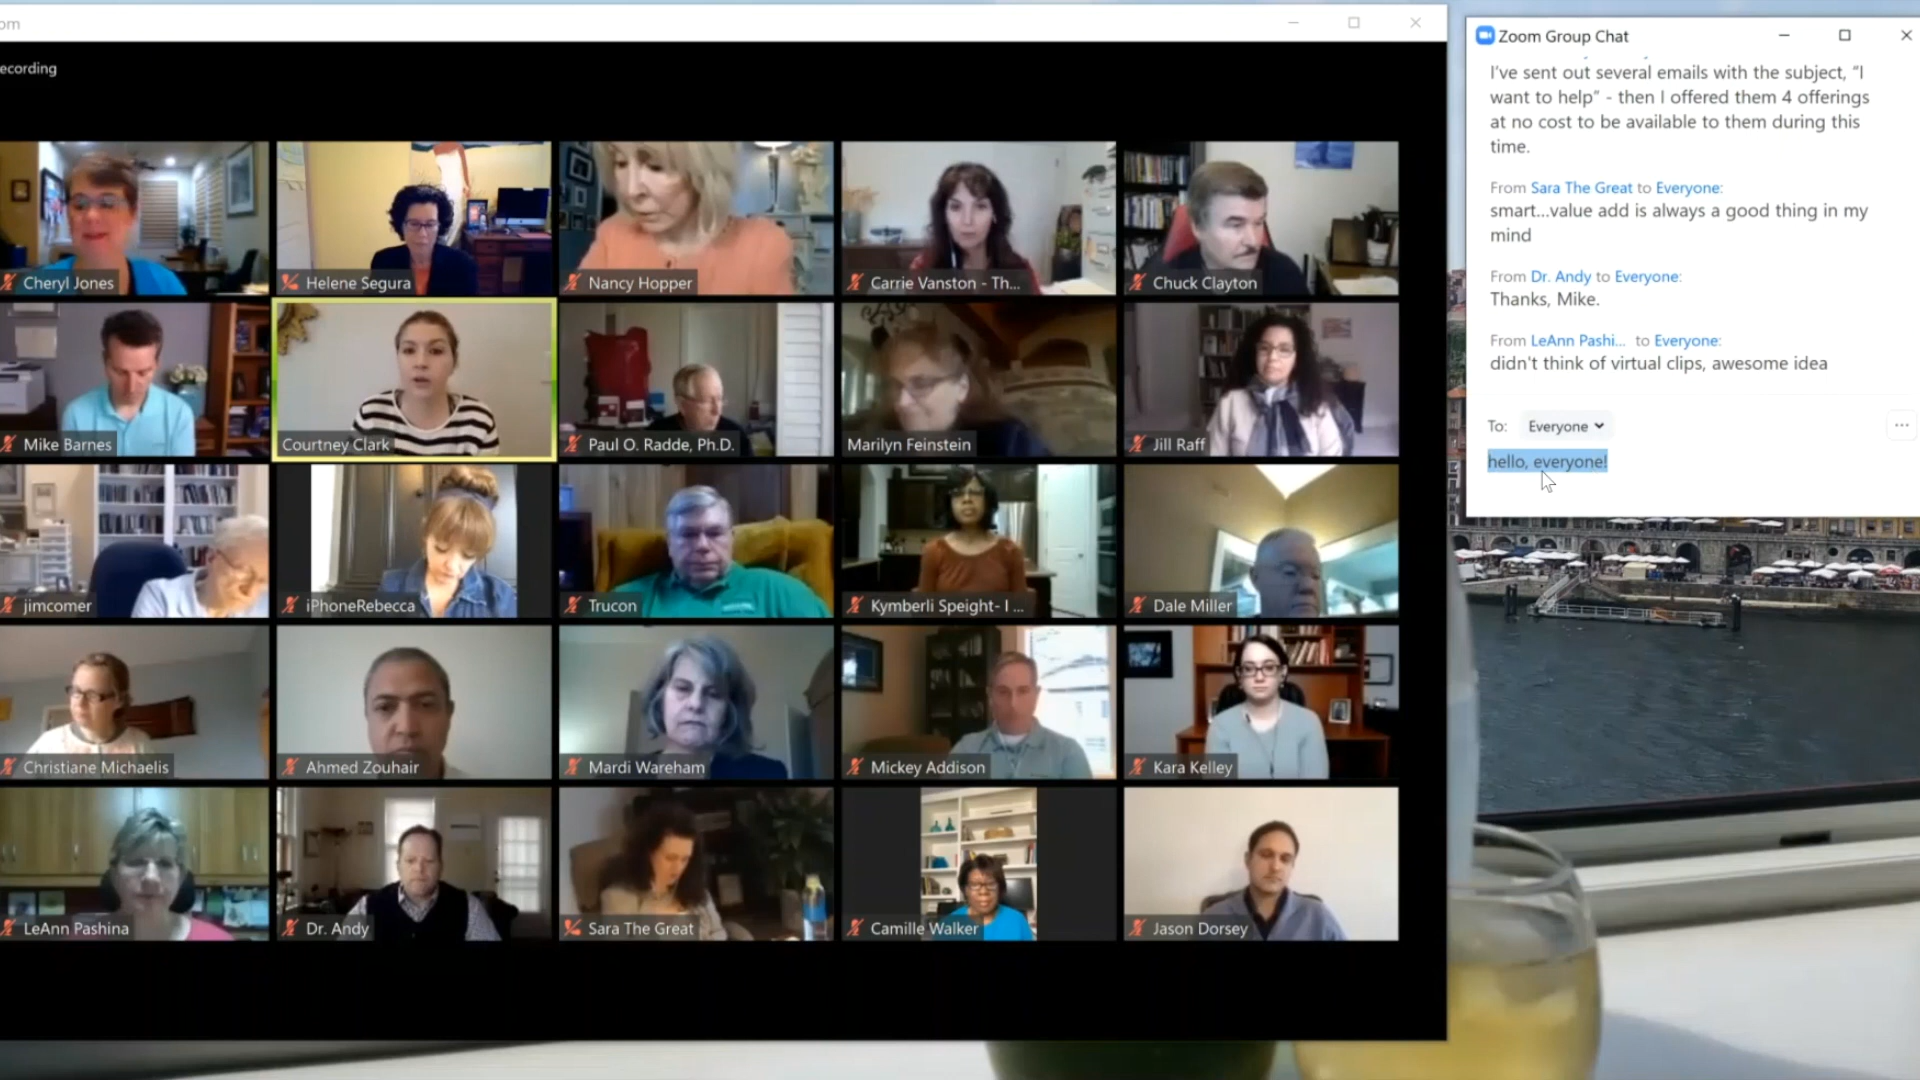 om
ecording
Cheryl Jones
Helene Segura
Nancy Hopper
Carrie Vanston - Th...
Chuck Clayton
Mike Barnes
Courtney Clark
Paul O. Radde, Ph.D.
Marilyn Feinstein
Jill Raff
jimcomer
iPhoneRebecca
Trucon
Kymberli Speight- I ...
Dale Miller
Christiane Michaelis
Ahmed Zouhair
Mardi Wareham
Mickey Addison
Kara Kelley
LeAnn Pashina
Dr. Andy
Sara The Great
Camille Walker
Jason Dorsey
Zoom Group Chat
I've sent out several emails with the subject, "I
want to help" - then I offered them 4 offerings
at no cost to be available to them during this
time.
From Sara The Great to Everyone:
smart...value add is always a good thing in my
mind
From Dr. Andy to Everyone:
Thanks, Mike.
From LeAnn Pashi... to Everyone:
didn't think of virtual clips, awesome idea
To: Everyone
hello, everyone!